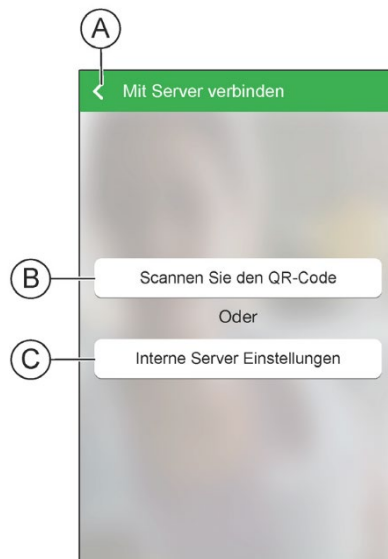 A
Mit Server verbinden
B
Scannen Sie den QR-Code
Oder
C
Interne Server Einstellungen